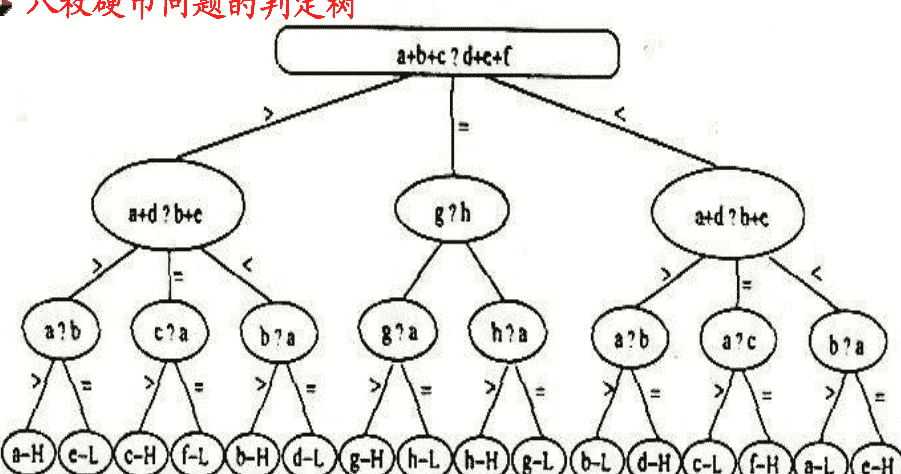 八枚硬币问题的判定树
a+b+c ? d+e+f
> = <
a+d ? b+e g ? h a+d ? b+e
> = < > = <
a ? b c ? a b ? a g ? a h ? a a ? b a ? c b ? a
> = > = > = > = > = > = > = > =
a-H e-L c-H f-L b-H d-L g-H h-L h-H g-L b-L d-H c-L f-H a-L e-H